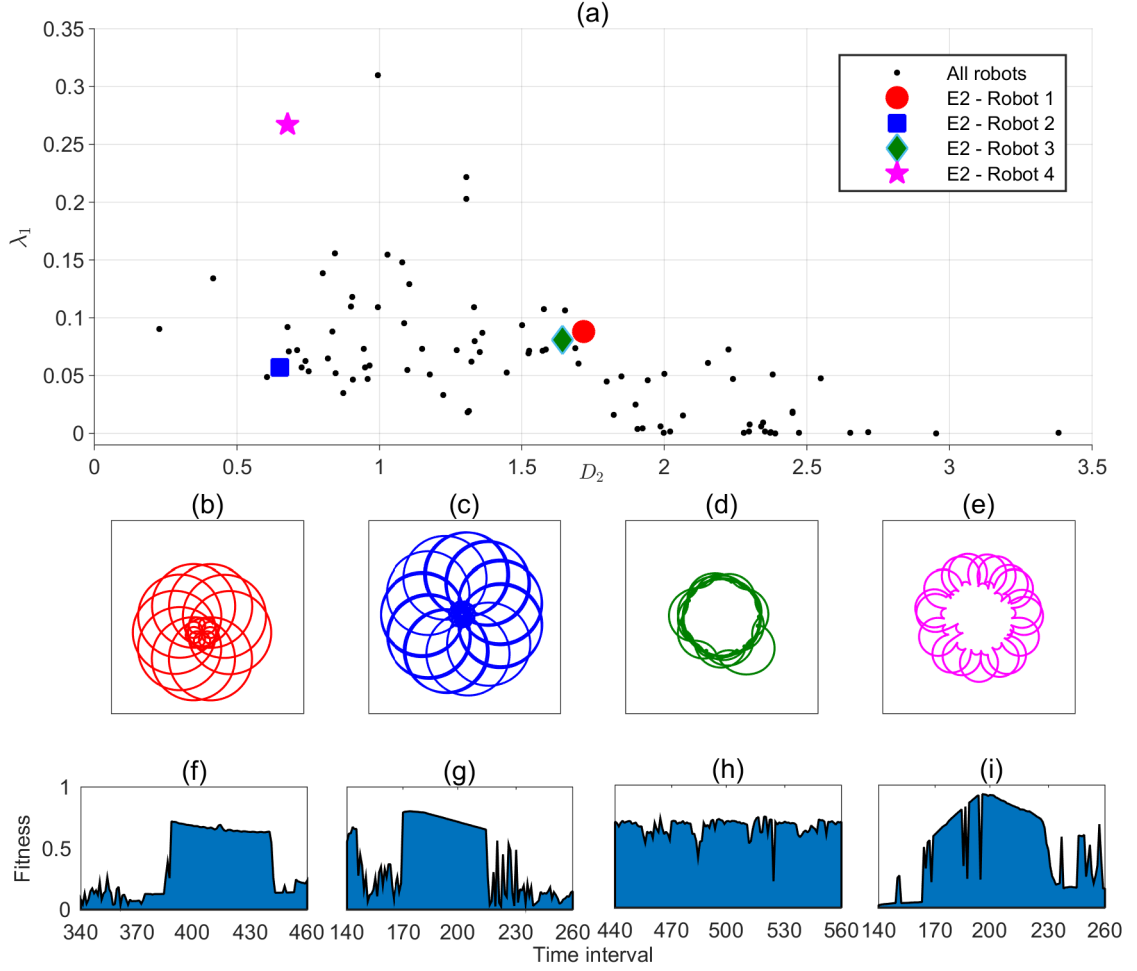 (a)
0.35
0.3
0.25
0.2
0.15
0.1
0.05
0
λ1
All robots
E2 - Robot 1
E2 - Robot 2
E2 - Robot 3
E2 - Robot 4
0 0.5 1 1.5 2 2.5 3 3.5
D2
(b) (c) (d) (e)
(f) (g) (h) (i)
1
0.5
0
Fitness
340 370 400 430 460
140 170 200 230 260
440 470 500 530 560
140 170 200 230 260
Time interval